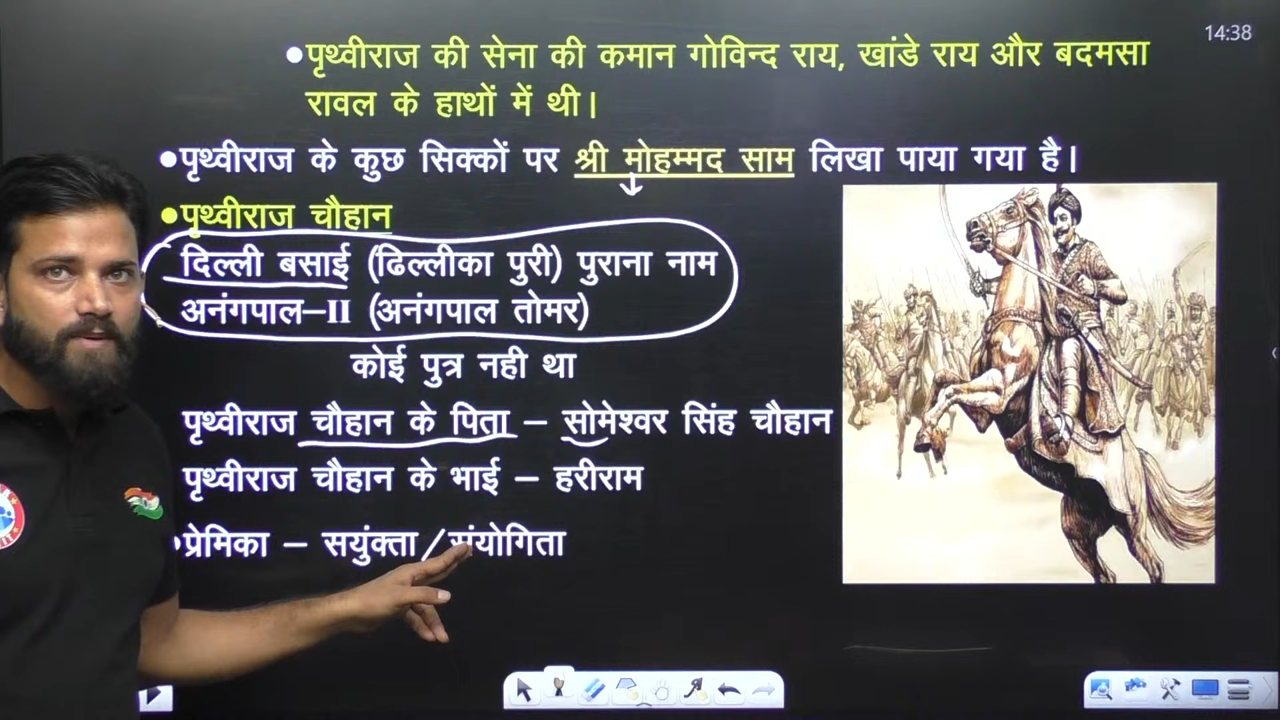 14:38
•पृथ्वीराज की सेना की कमान गोविन्द राय, खांडे राय और बदमसा
रावल के हाथों में थी।
•पृथ्वीराज के कुछ सिक्कों पर श्री मोहम्मद साम लिखा पाया गया है।
•पृथ्वीराज चौहान
दिल्ली बसाई (ढिल्लीका पुरी) पुराना नाम
अनंगपाल–II (अनंगपाल तोमर)
कोई पुत्र नही था
पृथ्वीराज चौहान के पिता – सोमेश्वर सिंह चौहान
पृथ्वीराज चौहान के भाई – हरीराम
•प्रेमिका – सयुंक्ता/संयोगिता